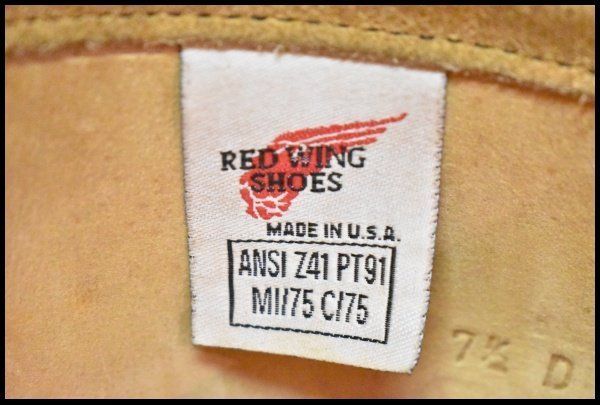 RED WING
SHOES
MADE IN U.S.A.
ANSI Z41 PT91
MI/75 C/75
7½ D